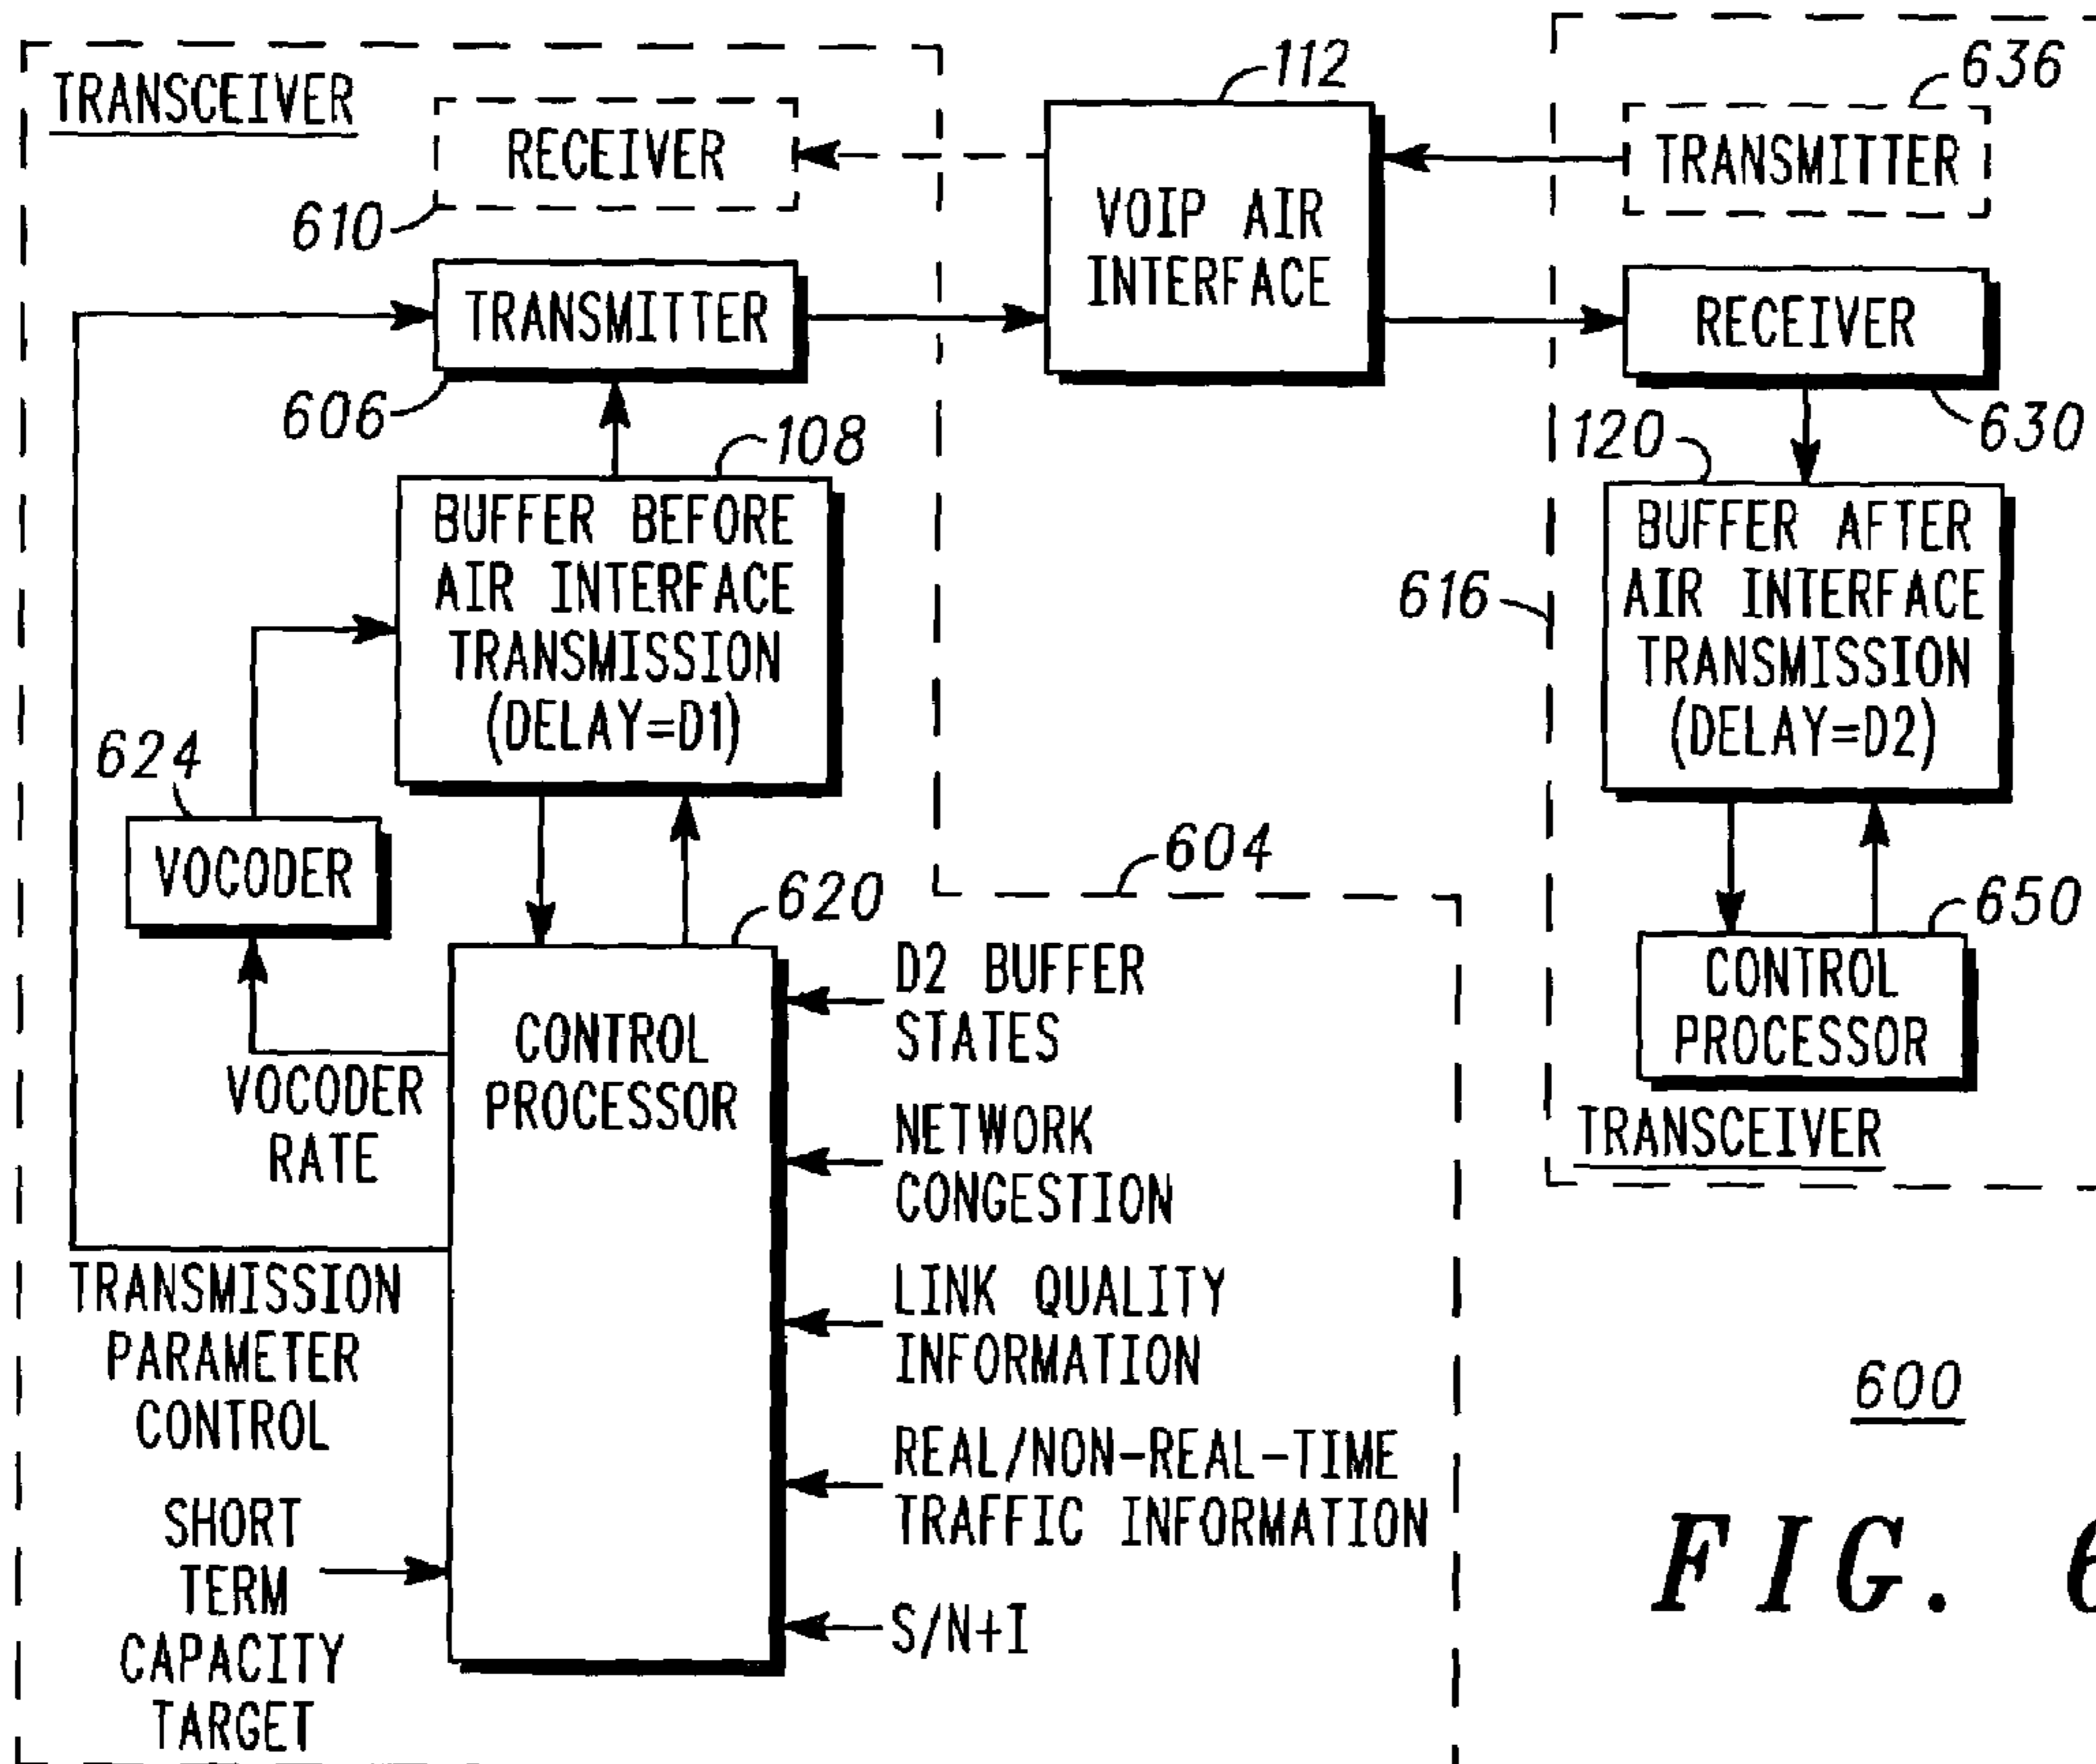 TRANSCEIVER
RECEIVER
610
112
VOIP AIR
INTERFACE
636
TRANSMITTER
TRANSMITTER
606
RECEIVER
630
108
BUFFER BEFORE
AIR INTERFACE
TRANSMISSION
(DELAY=D1)
120
BUFFER AFTER
AIR INTERFACE
TRANSMISSION
(DELAY=D2)
616
624
VOCODER
604
620
650
CONTROL
PROCESSOR
TRANSCEIVER
CONTROL
PROCESSOR
VOCODER
RATE
D2 BUFFER
STATES
NETWORK
CONGESTION
LINK QUALITY
INFORMATION
REAL/NON-REAL-TIME
TRAFFIC INFORMATION
S/N+I
TRANSMISSION
PARAMETER
CONTROL
SHORT
TERM
CAPACITY
TARGET
600
FIG. 6